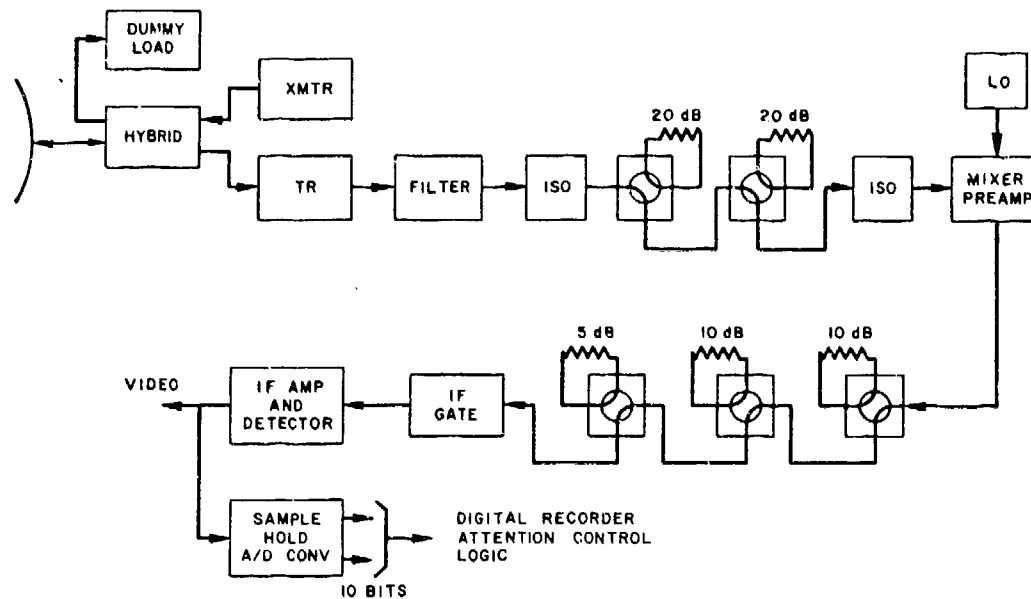 DUMMY
LOAD
XMTR
LO
HYBRID
20 dB
20 dB
TR
FILTER
ISO
ISO
MIXER
PREAMP
5 dB
10 dB
10 dB
VIDEO
IF AMP
AND
DETECTOR
IF
GATE
SAMPLE
HOLD
A/D CONV
10 BITS
DIGITAL RECORDER
ATTENTION CONTROL
LOGIC